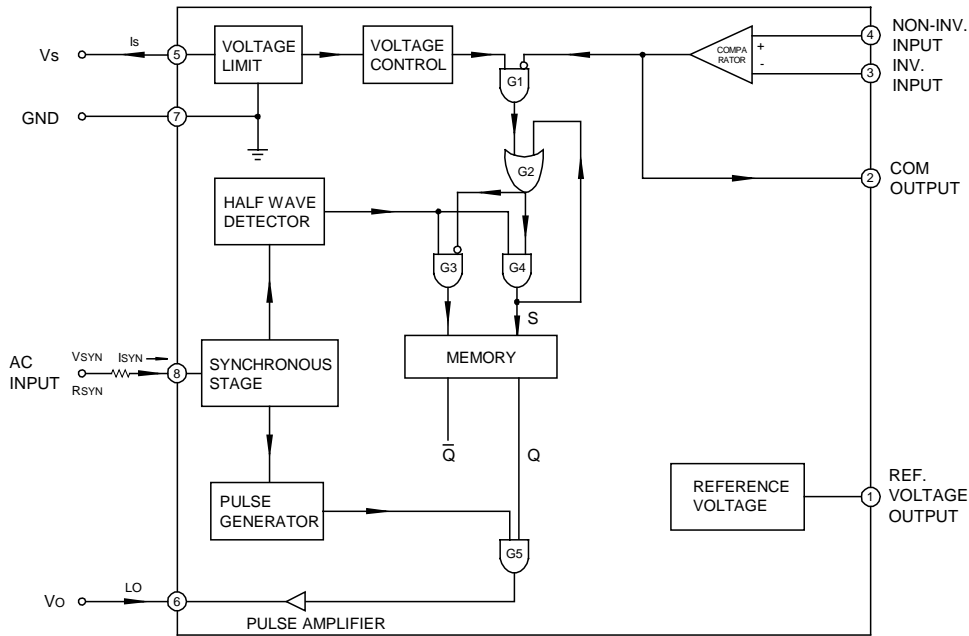 Vs
Is
5
VOLTAGE
LIMIT
VOLTAGE
CONTROL
G1
COMPA
RATOR
+
-
4
NON-INV.
INPUT
3
INV.
INPUT
GND
7
G2
2
COM
OUTPUT
HALF WAVE
DETECTOR
G3
G4
S
MEMORY
AC
INPUT
VSYN
ISYN
RSYN
8
SYNCHRONOUS
STAGE
Q̅
Q
PULSE
GENERATOR
G5
REFERENCE
VOLTAGE
1
REF.
VOLTAGE
OUTPUT
VO
LO
6
PULSE AMPLIFIER